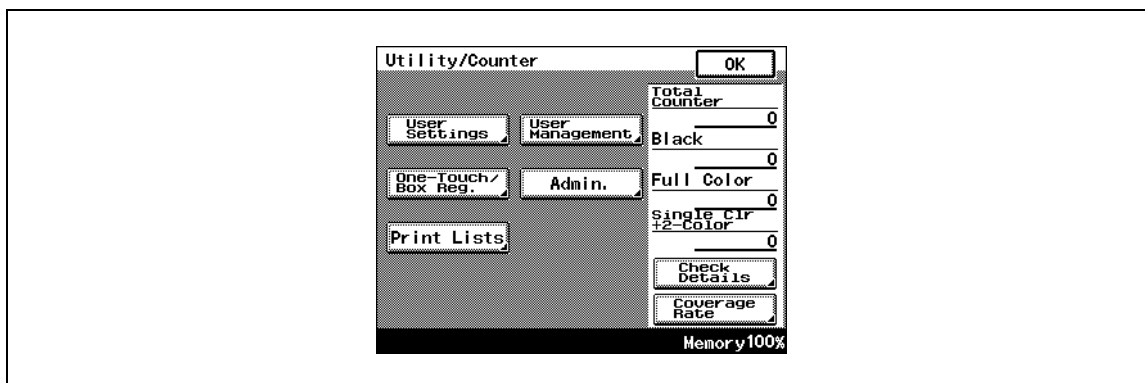 Utility/Counter
OK
User
Settings
User
Management
One-Touch/
Box Reg.
Admin.
Print Lists
Total
Counter
0
Black
0
Full Color
0
Single Clr
+2-Color
0
Check
Details
Coverage
Rate
Memory100%